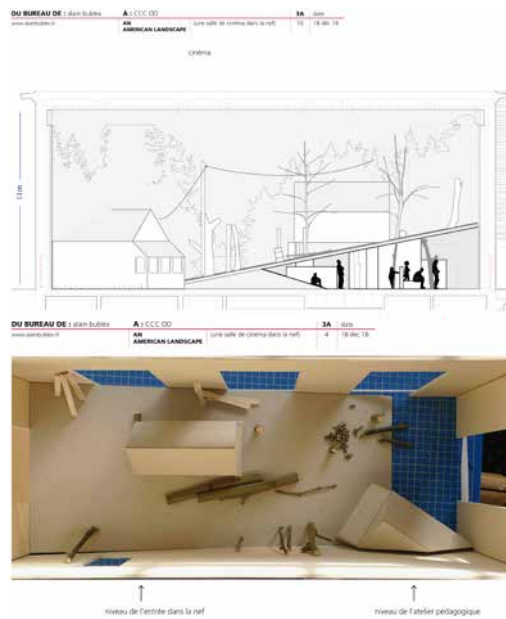 DU BUREAU DE : alain bublex À : CCC OD 3A date
www.alainbublex.fr AN (une salle de cinéma dans la nef) 10 18 déc 18
AMERICAN LANDSCAPE
cinéma
11m
DU BUREAU DE : alain bublex À : CCC OD 3A date
www.alainbublex.fr AN (une salle de cinéma dans la nef) 4 18 déc 18
AMERICAN LANDSCAPE
niveau de l'entrée dans la nef niveau de l'atelier pédagogique